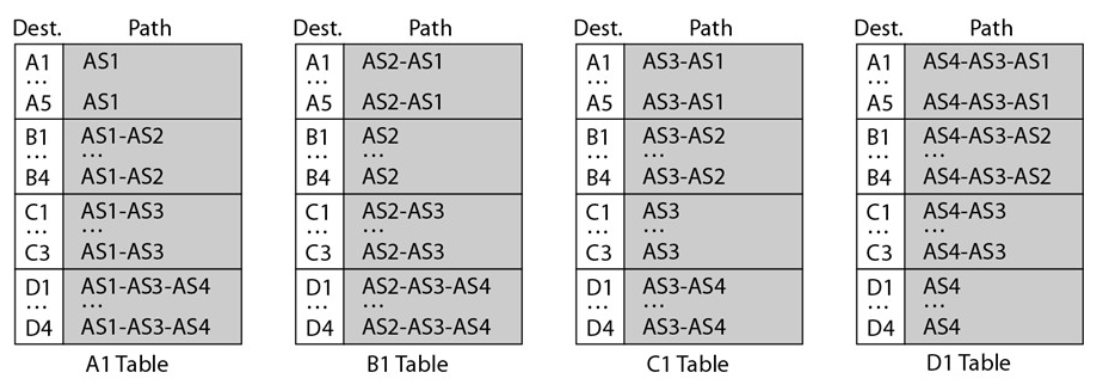 Dest. Path
A1 AS1
...
A5 AS1
B1 AS1-AS2
... ...
B4 AS1-AS2
C1 AS1-AS3
... ...
C3 AS1-AS3
D1 AS1-AS3-AS4
... ...
D4 AS1-AS3-AS4
A1 Table
Dest. Path
A1 AS2-AS1
...
A5 AS2-AS1
B1 AS2
... ...
B4 AS2
C1 AS2-AS3
... ...
C3 AS2-AS3
D1 AS2-AS3-AS4
... ...
D4 AS2-AS3-AS4
B1 Table
Dest. Path
A1 AS3-AS1
...
A5 AS3-AS1
B1 AS3-AS2
... ...
B4 AS3-AS2
C1 AS3
... ...
C3 AS3
D1 AS3-AS4
... ...
D4 AS3-AS4
C1 Table
Dest. Path
A1 AS4-AS3-AS1
...
A5 AS4-AS3-AS1
B1 AS4-AS3-AS2
... ...
B4 AS4-AS3-AS2
C1 AS4-AS3
... ...
C3 AS4-AS3
D1 AS4
... ...
D4 AS4
D1 Table